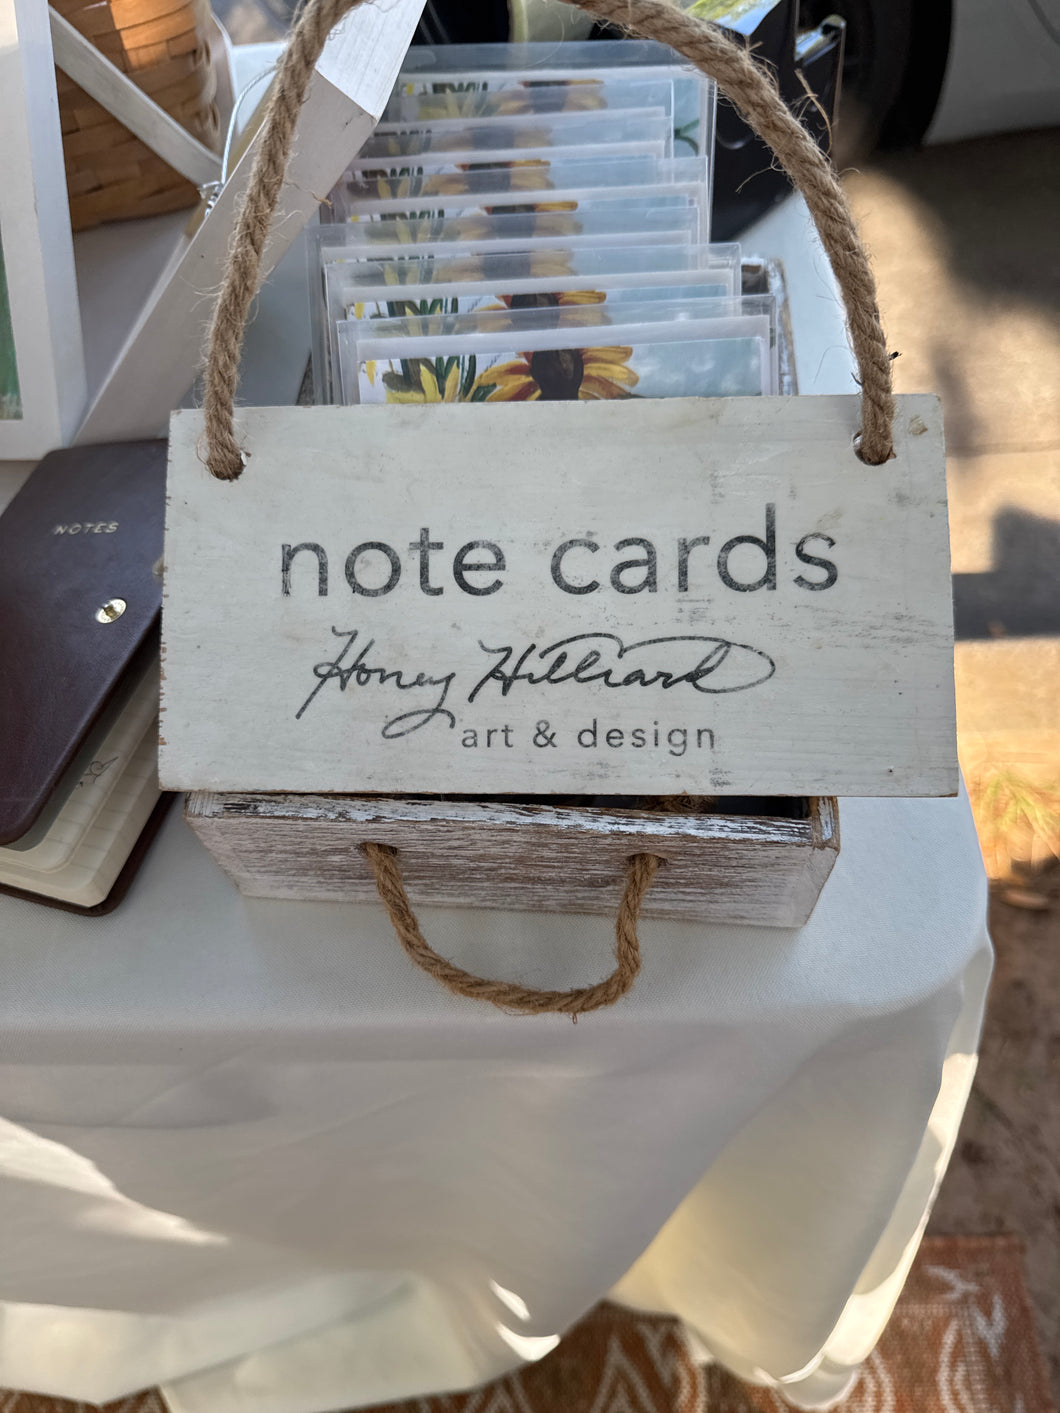 NOTES
note cards
Honey Hilliard
art & design